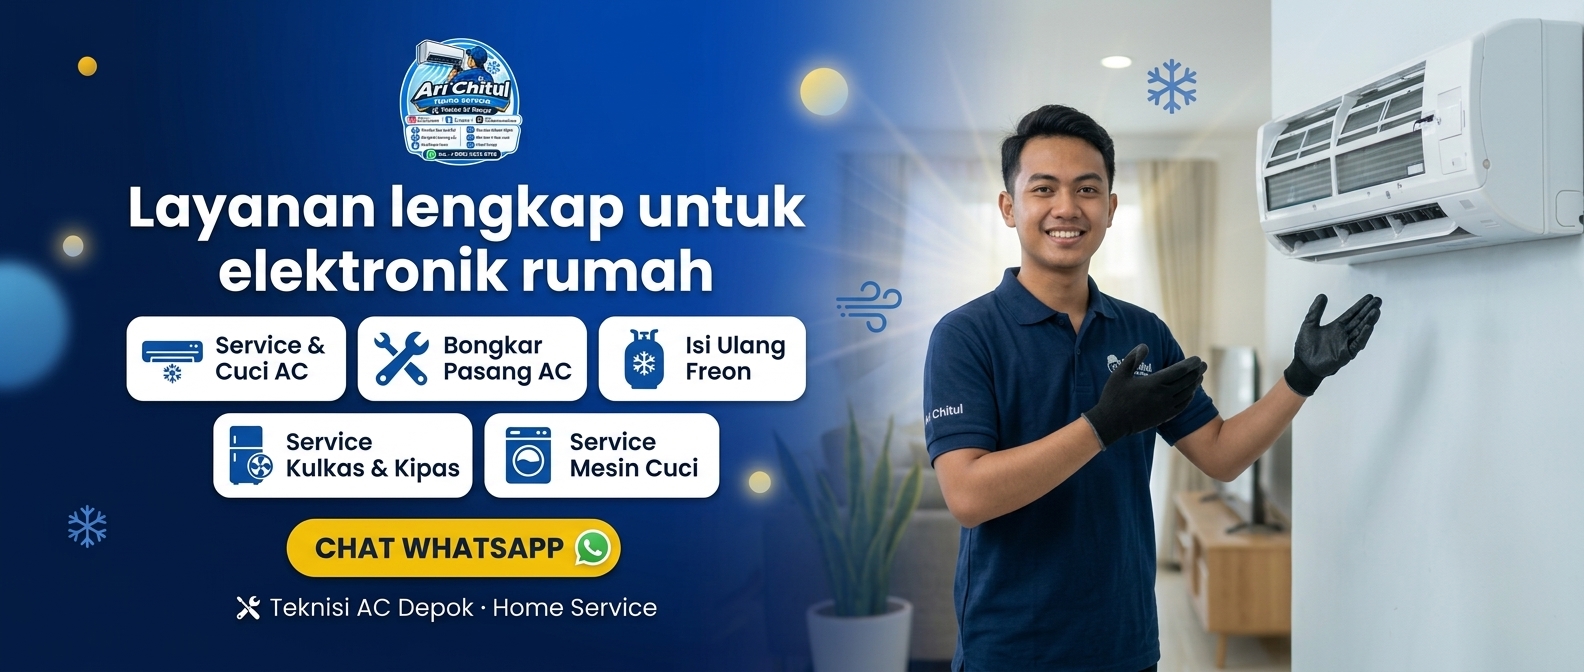 Ari Chitul
Layanan lengkap untuk
elektronik rumah
Service &
Cuci AC
Bongkar
Pasang AC
Isi Ulang
Freon
Service
Kulkas & Kipas
Service
Mesin Cuci
CHAT WHATSAPP
Teknisi AC Depok · Home Service
Chitul